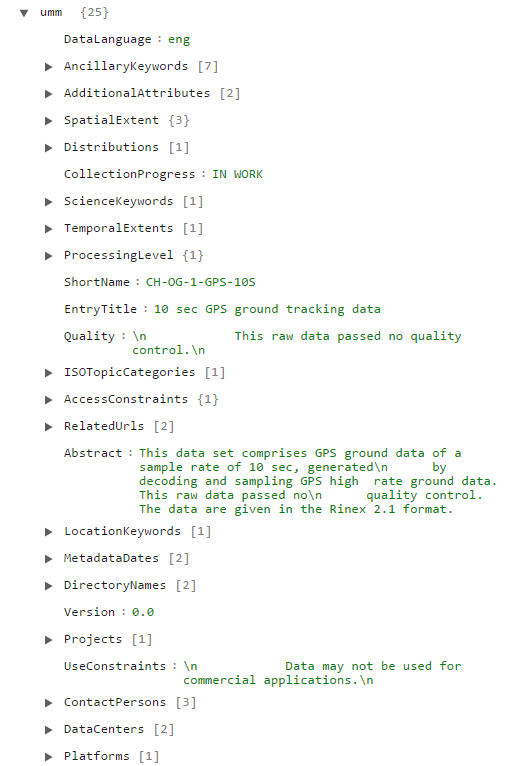 umm {25}
DataLanguage : eng
AncillaryKeywords [7]
AdditionalAttributes [2]
SpatialExtent {3}
Distributions [1]
CollectionProgress : IN WORK
ScienceKeywords [1]
TemporalExtents [1]
ProcessingLevel {1}
ShortName : CH-OG-1-GPS-10S
EntryTitle : 10 sec GPS ground tracking data
Quality : \n This raw data passed no quality
control.\n
ISOTopicCategories [1]
AccessConstraints {1}
RelatedUrls [2]
Abstract : This data set comprises GPS ground data of a
sample rate of 10 sec, generated\n by
decoding and sampling GPS high rate ground data.
This raw data passed no\n quality control.
The data are given in the Rinex 2.1 format.
LocationKeywords [1]
MetadataDates [2]
DirectoryNames [2]
Version : 0.0
Projects [1]
UseConstraints : \n Data may not be used for
commercial applications.\n
ContactPersons [3]
DataCenters [2]
Platforms [1]